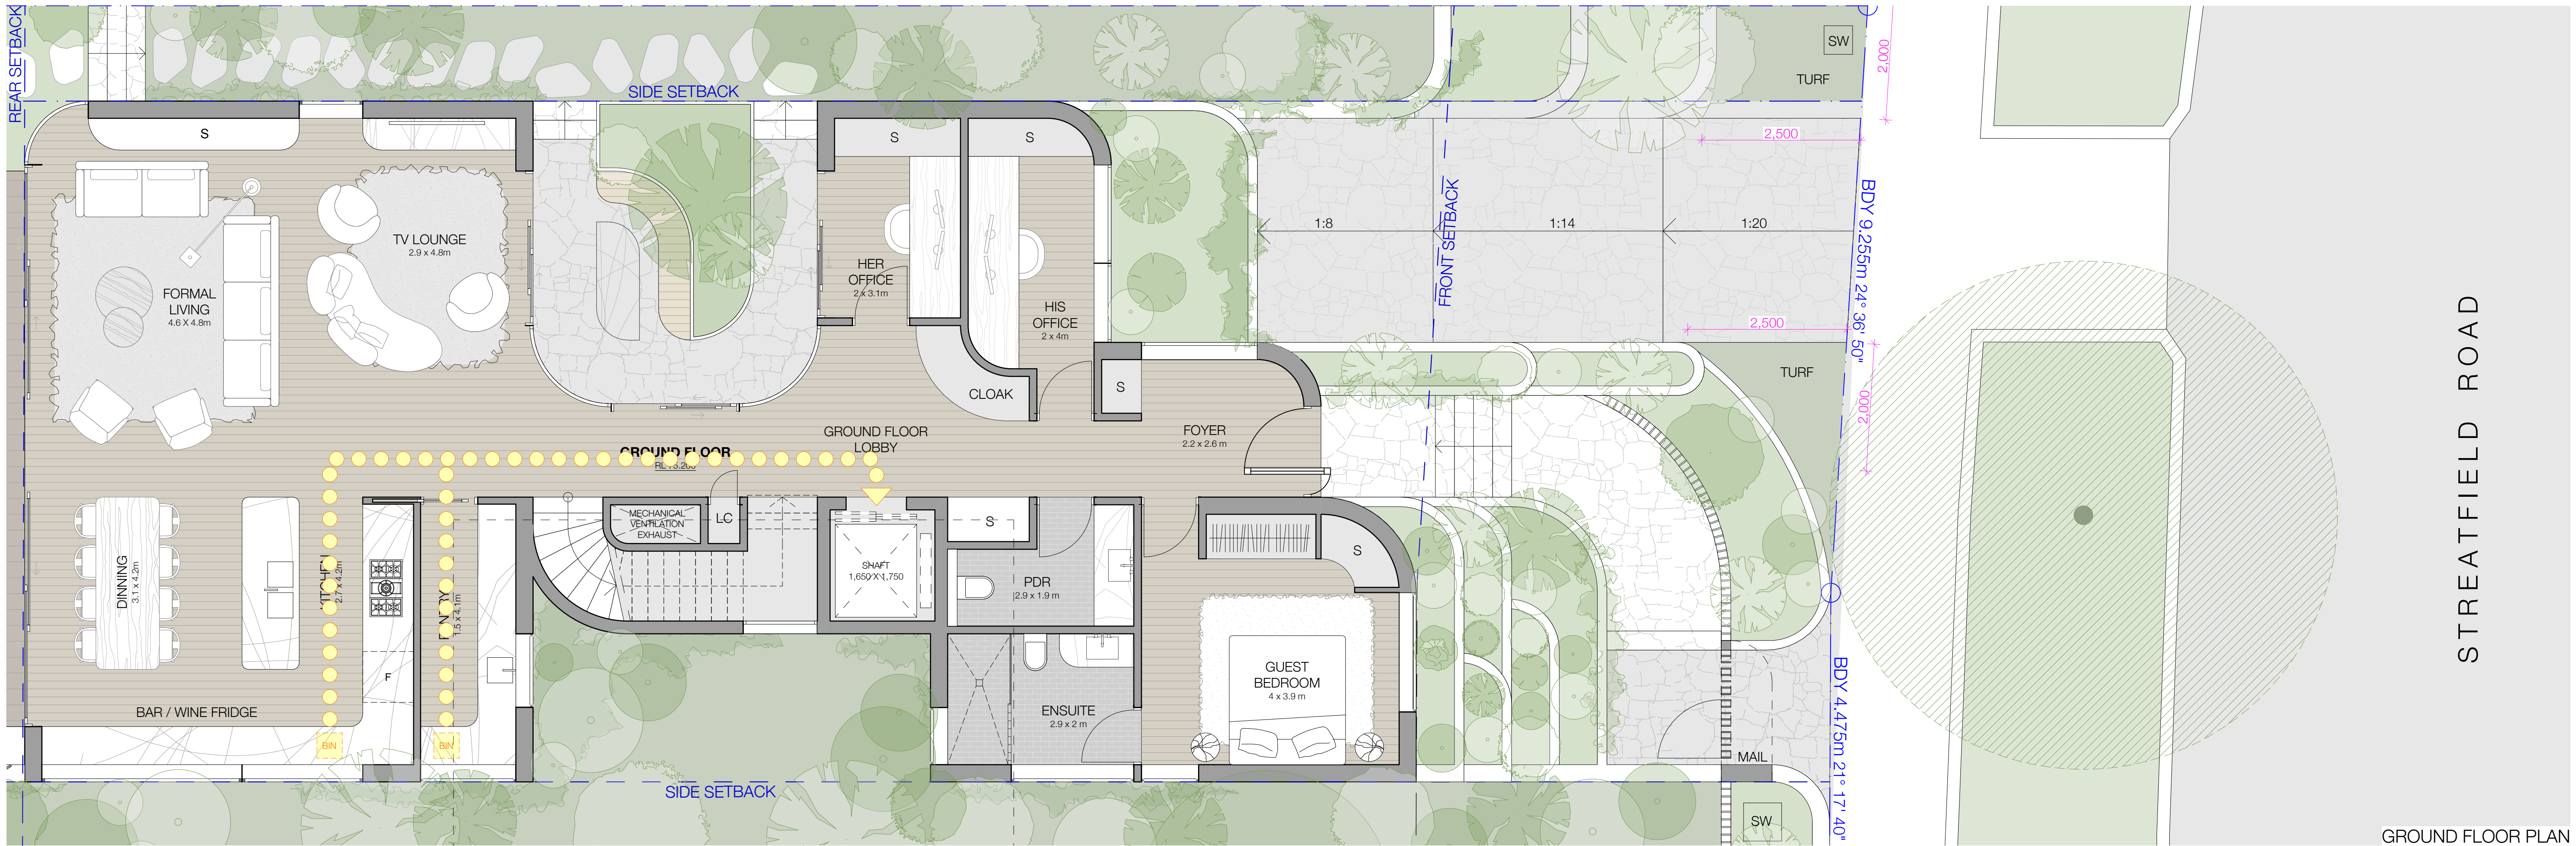 REAR SETBACK
SIDE SETBACK
SW
TURF
2,000
2,500
S
S
S
TV LOUNGE
2.9 x 4.8m
FORMAL
LIVING
4.6 X 4.8m
HER
OFFICE
2 x 3.1m
HIS
OFFICE
2 x 4m
1:8
1:14
1:20
FRONT SETBACK
BDY 9.255m 24° 36' 50"
2,500
TURF
2,000
CLOAK
S
GROUND FLOOR
LOBBY
FOYER
2.2 x 2.6 m
GROUND FLOOR
STREATFIELD ROAD
MECHANICAL
VENTILATION
EXHAUST
LC
S
S
SHAFT
1,650 X 1,750
PDR
2.9 x 1.9 m
DINNING
3.1 x 4.2m
KITCHEN
2.7 x 4.2m
PANTRY
1.5 x 4.1m
F
GUEST
BEDROOM
4 x 3.9 m
ENSUITE
2.9 x 2 m
BAR / WINE FRIDGE
BIN
BIN
MAIL
BDY 4.475m 21° 17' 40"
SIDE SETBACK
SW
GROUND FLOOR PLAN